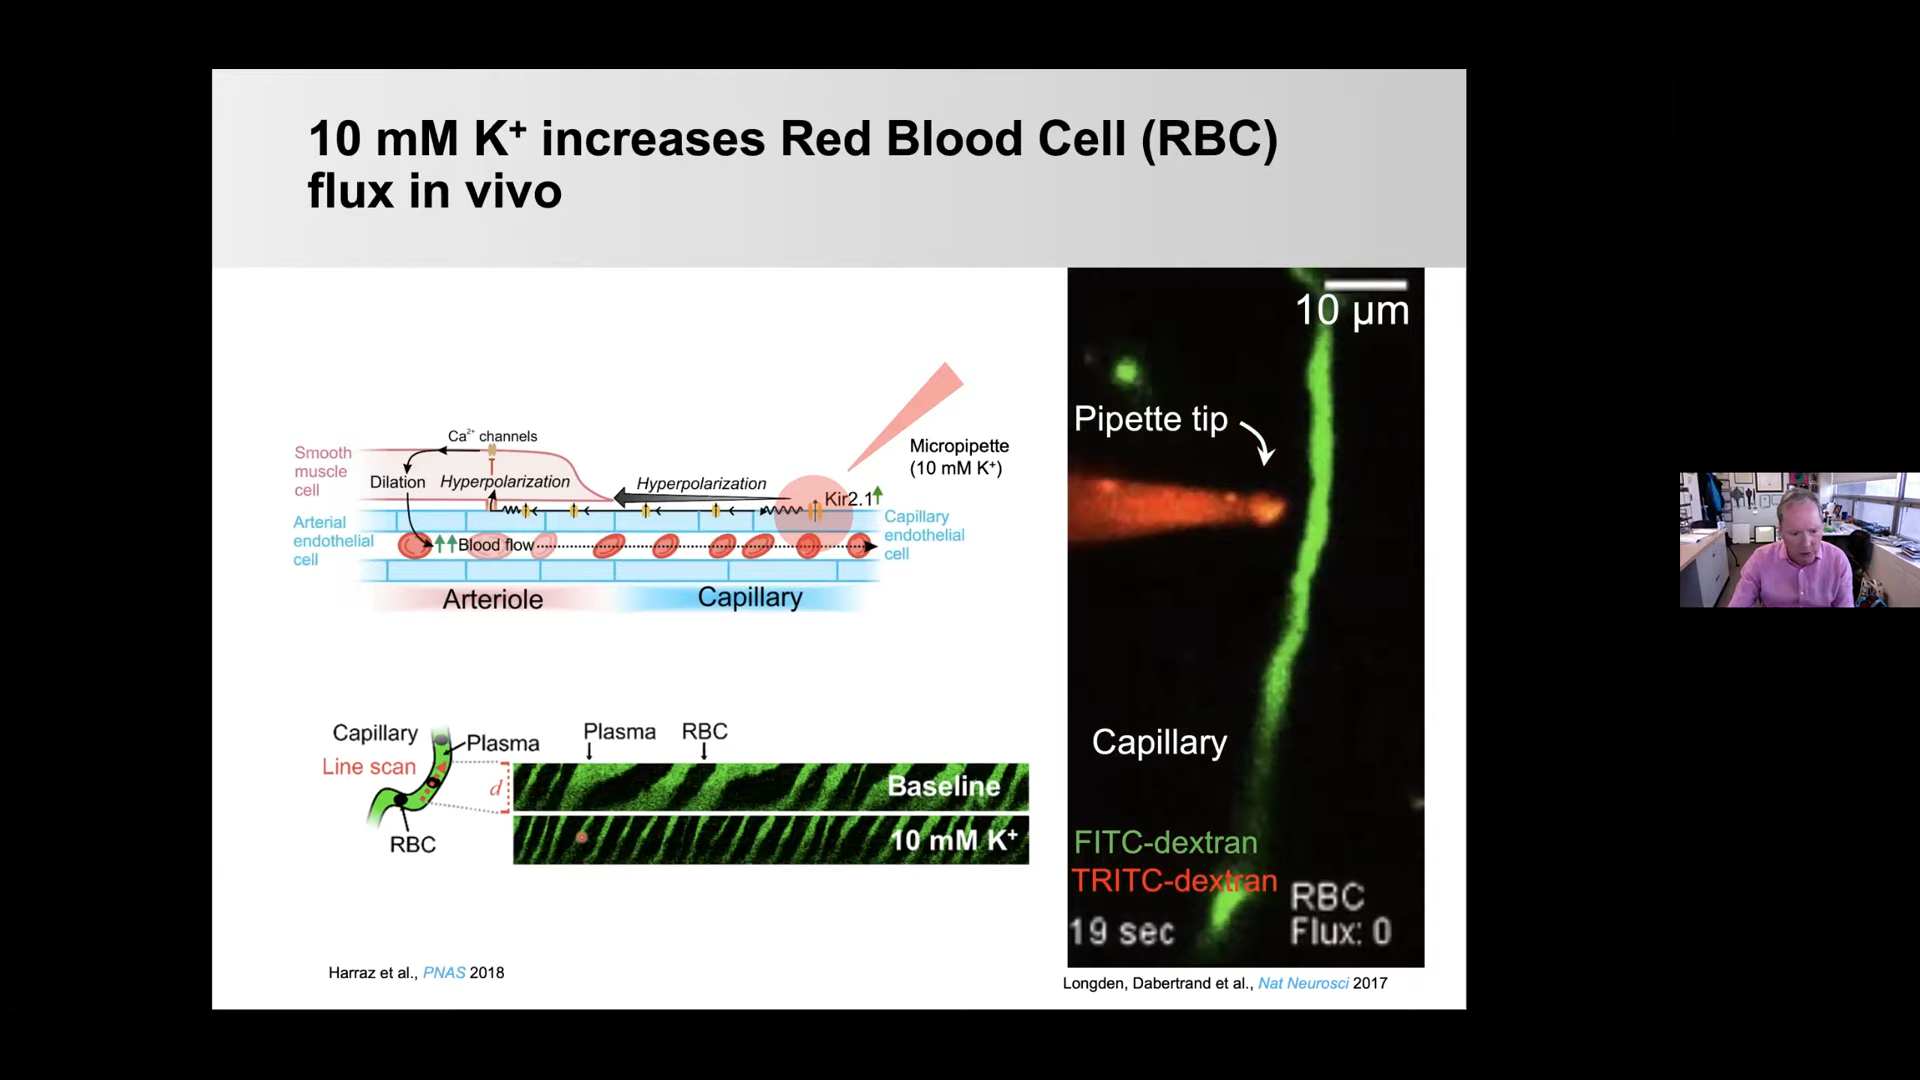 10 mM K⁺ increases Red Blood Cell (RBC)
flux in vivo
Ca²⁺ channels
Smooth
muscle
cell
Dilation
Hyperpolarization
Hyperpolarization
Micropipette
(10 mM K⁺)
Kir2.1
Arterial
endothelial
cell
Blood flow
Capillary
endothelial
cell
Arteriole
Capillary
Capillary
Line scan
Plasma
RBC
d
Plasma
RBC
Baseline
10 mM K⁺
Harraz et al., PNAS 2018
10 µm
Pipette tip
Capillary
FITC-dextran
TRITC-dextran
19 sec
RBC
Flux: 0
Longden, Dabertrand et al., Nat Neurosci 2017